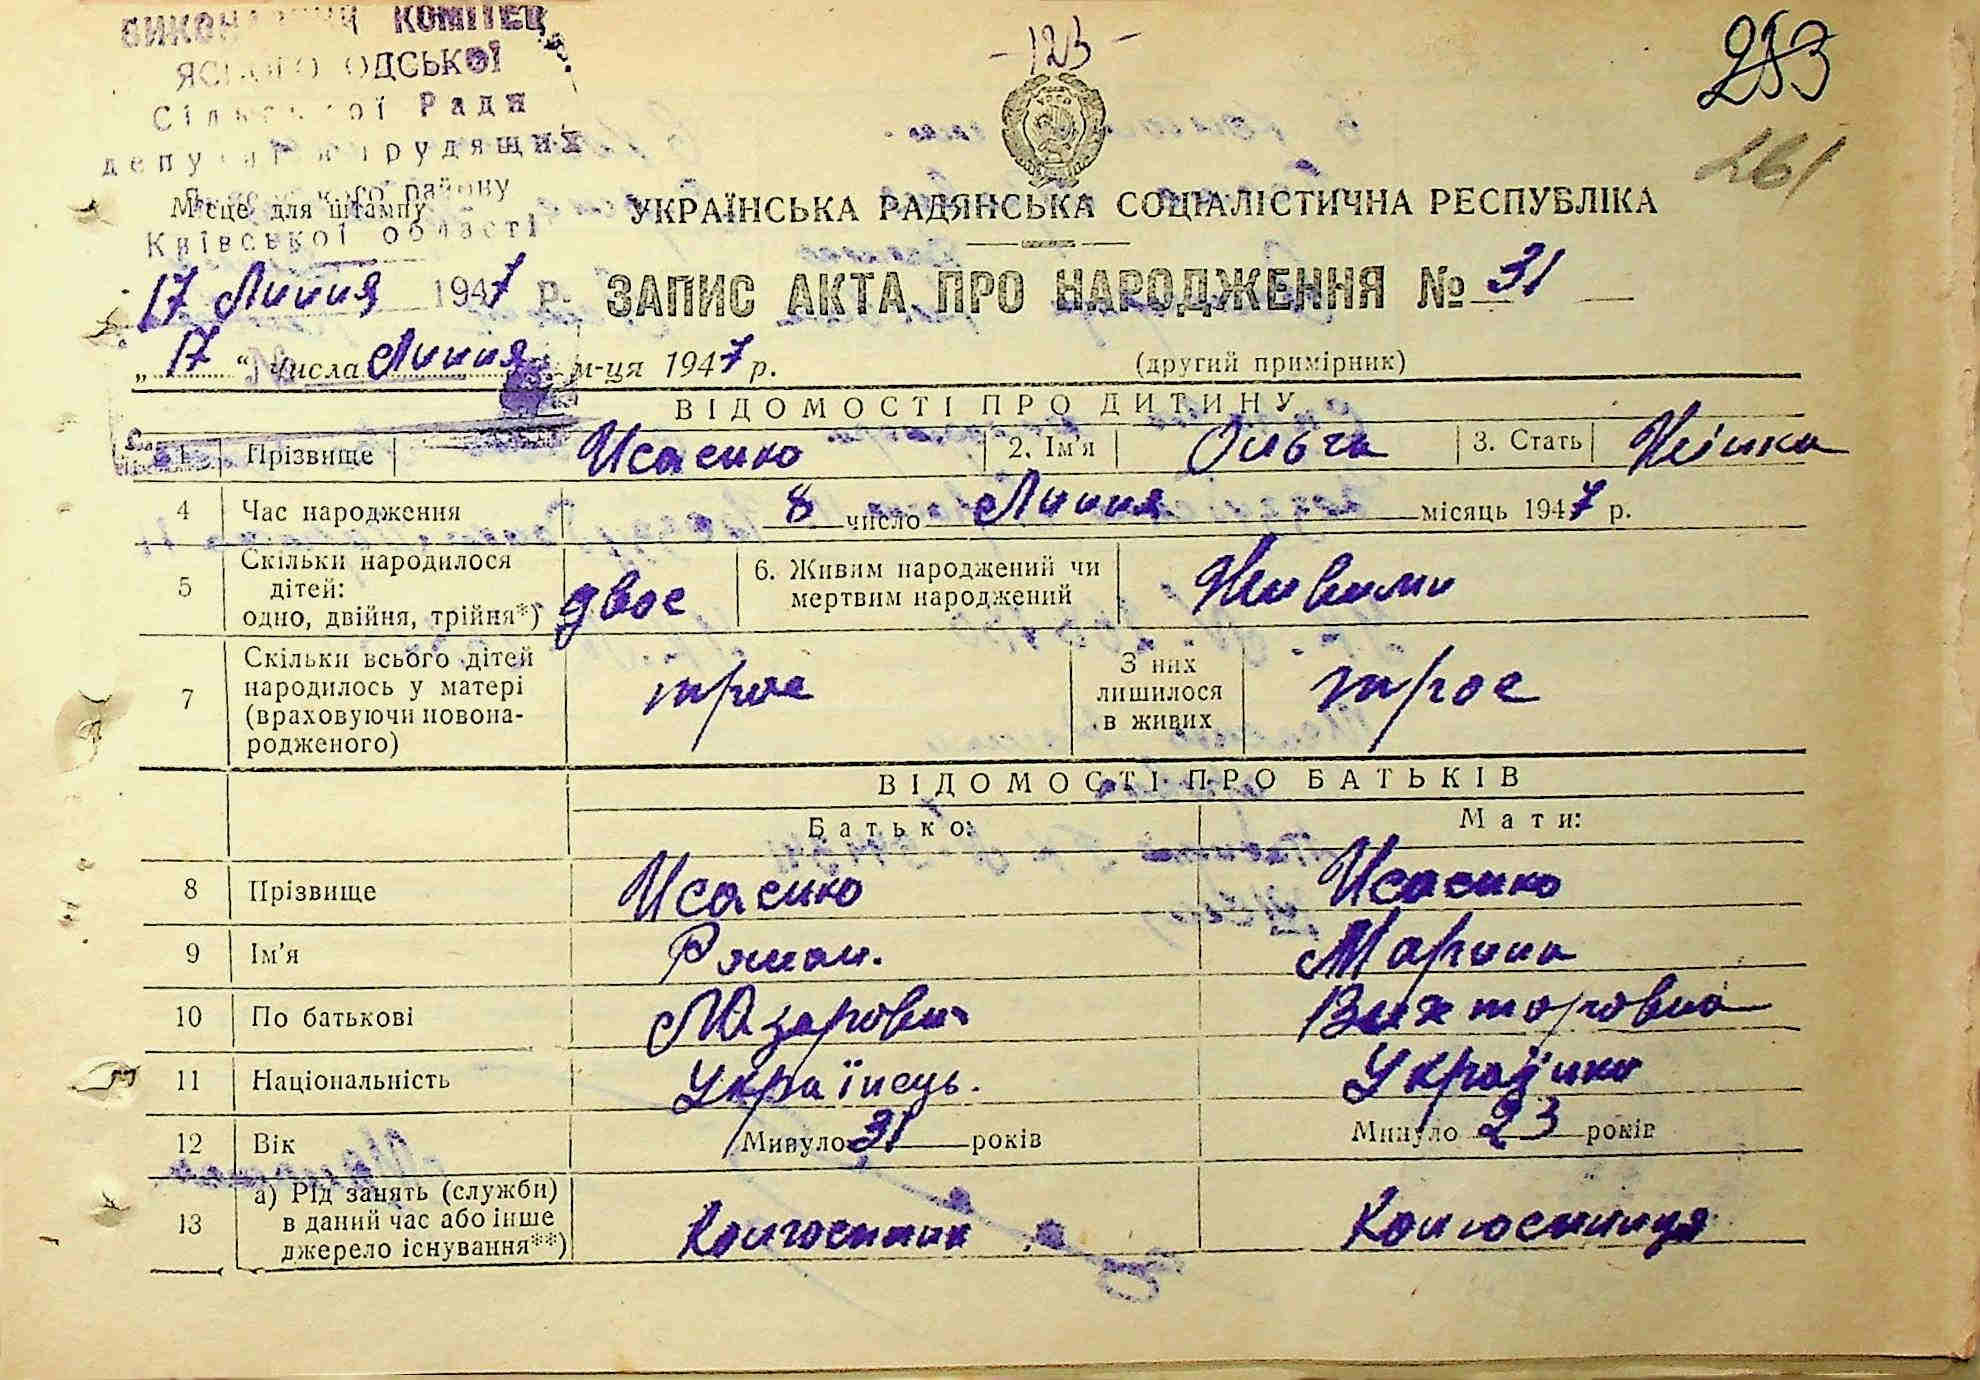 - 123 -
253
261
ВИКОНАВЧИЙ КОМІТЕТ
ЯСНОГОРОДСЬКОЇ
Сільської Ради
депутатів трудящих
району
Місце для штампу
Київської області
УКРАЇНСЬКА РАДЯНСЬКА СОЦІАЛІСТИЧНА РЕСПУБЛІКА
17 Липня 1947 р.
ЗАПИС АКТА ПРО НАРОДЖЕННЯ № 31
„ 17 “ числа Липня м-ця 1947 р. (другий примірник)
ВІДОМОСТІ ПРО ДИТИНУ
1 Прізвище Исаенко 2. Ім'я Ольга 3. Стать Жінка
4 Час народження 8 число Липня місяць 1947 р.
5 Скільки народилося дітей: одно, двійня, трійня*) двоє 6. Живим народжений чи мертвим народжений Живими
7 Скільки всього дітей народилось у матері (враховуючи новонародженого) троє З них лишилося в живих троє
ВІДОМОСТІ ПРО БАТЬКІВ
Батько: Мати:
8 Прізвище Исаенко Исаенко
9 Ім'я Роман. Марина
10 По батькові Лазарович Викторовна
11 Національність Українець. Українка
12 Вік Минуло 31 років Минуло 23 років
13 а) Рід занять (служби) в даний час або інше джерело існування**) Колгоспник Колгоспниця